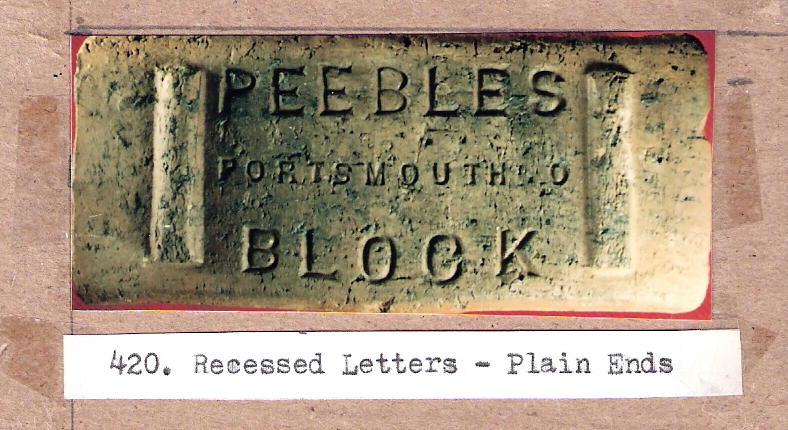 PEEBLES
PORTSMOUTH O
BLOCK
420. Recessed Letters - Plain Ends